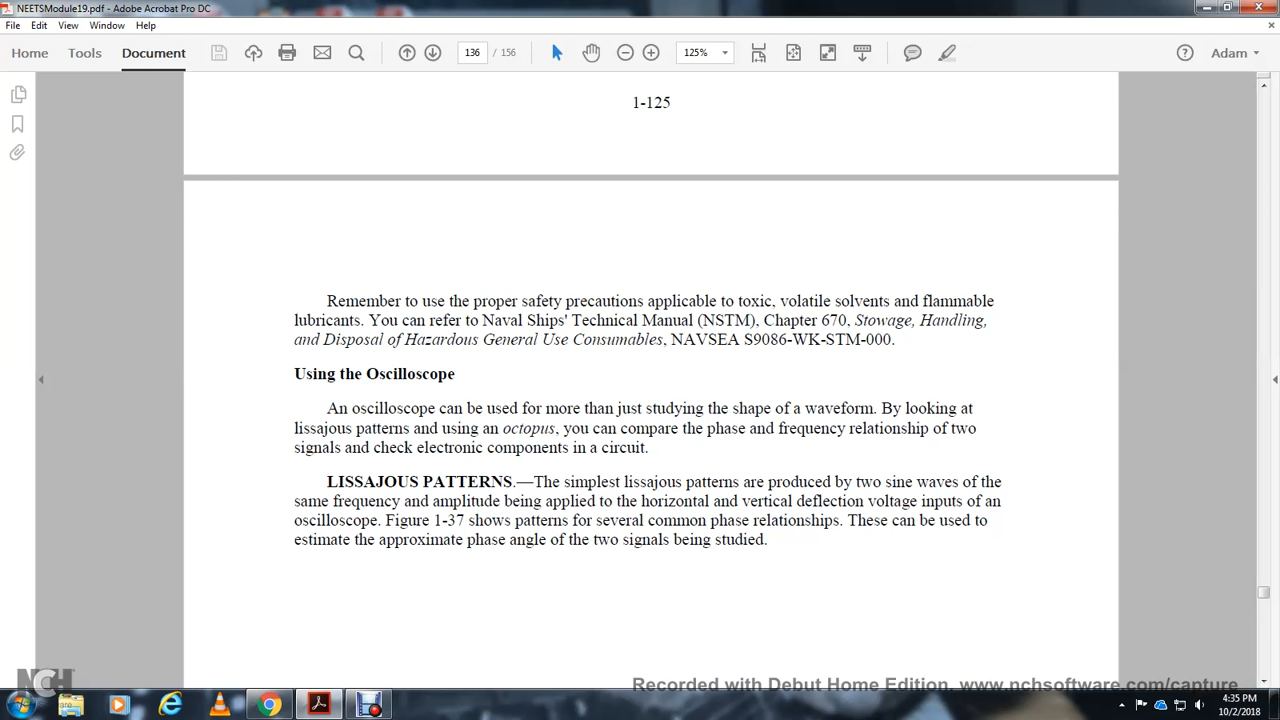 NEETSModule19.pdf - Adobe Acrobat Pro DC
File Edit View Window Help
Home Tools Document 136 / 156 125% Adam
1-125
Remember to use the proper safety precautions applicable to toxic, volatile solvents and flammable
lubricants. You can refer to Naval Ships' Technical Manual (NSTM), Chapter 670, Stowage, Handling,
and Disposal of Hazardous General Use Consumables, NAVSEA S9086-WK-STM-000.
Using the Oscilloscope
An oscilloscope can be used for more than just studying the shape of a waveform. By looking at
lissajous patterns and using an octopus, you can compare the phase and frequency relationship of two
signals and check electronic components in a circuit.
LISSAJOUS PATTERNS.—The simplest lissajous patterns are produced by two sine waves of the
same frequency and amplitude being applied to the horizontal and vertical deflection voltage inputs of an
oscilloscope. Figure 1-37 shows patterns for several common phase relationships. These can be used to
estimate the approximate phase angle of the two signals being studied.
NCH
Recorded with Debut Home Edition. www.nchsoftware.com/capture
4:35 PM
10/2/2018